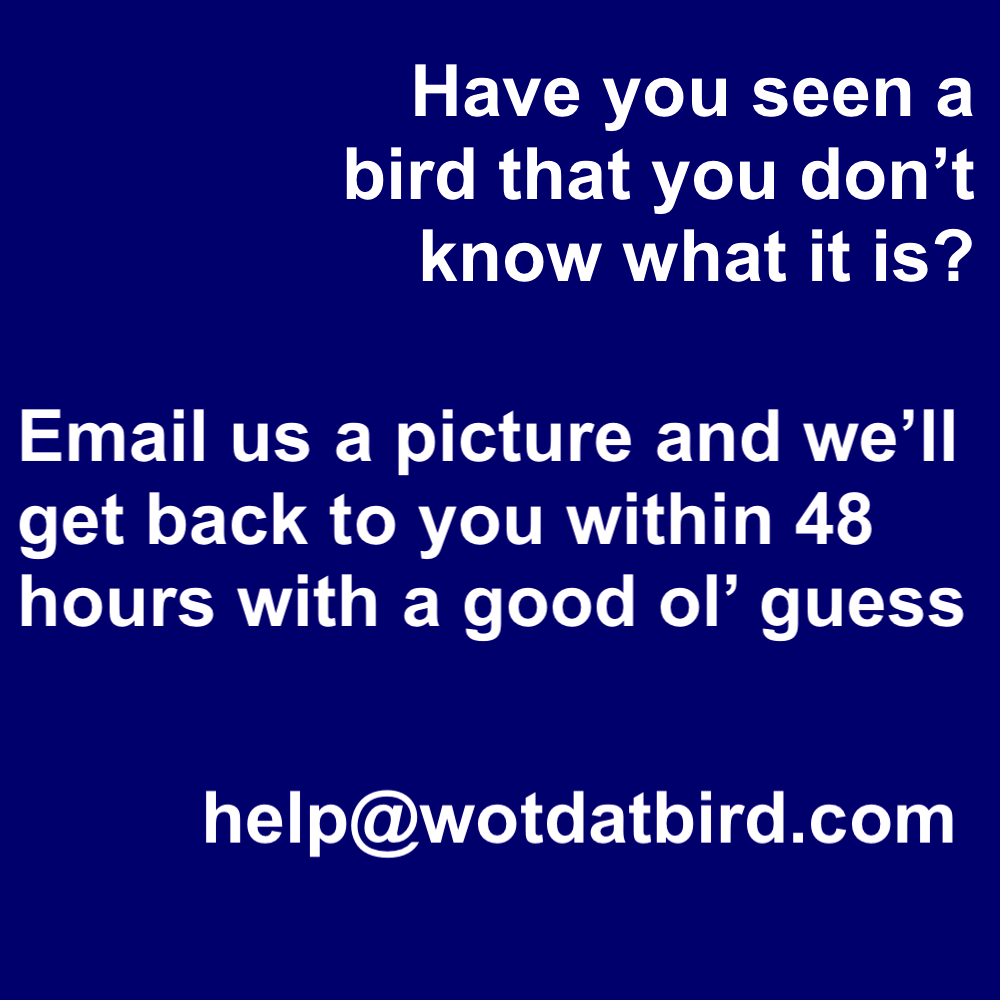 Have you seen a
bird that you don’t
know what it is?
Email us a picture and we’ll
get back to you within 48
hours with a good ol’ guess
help@wotdatbird.com